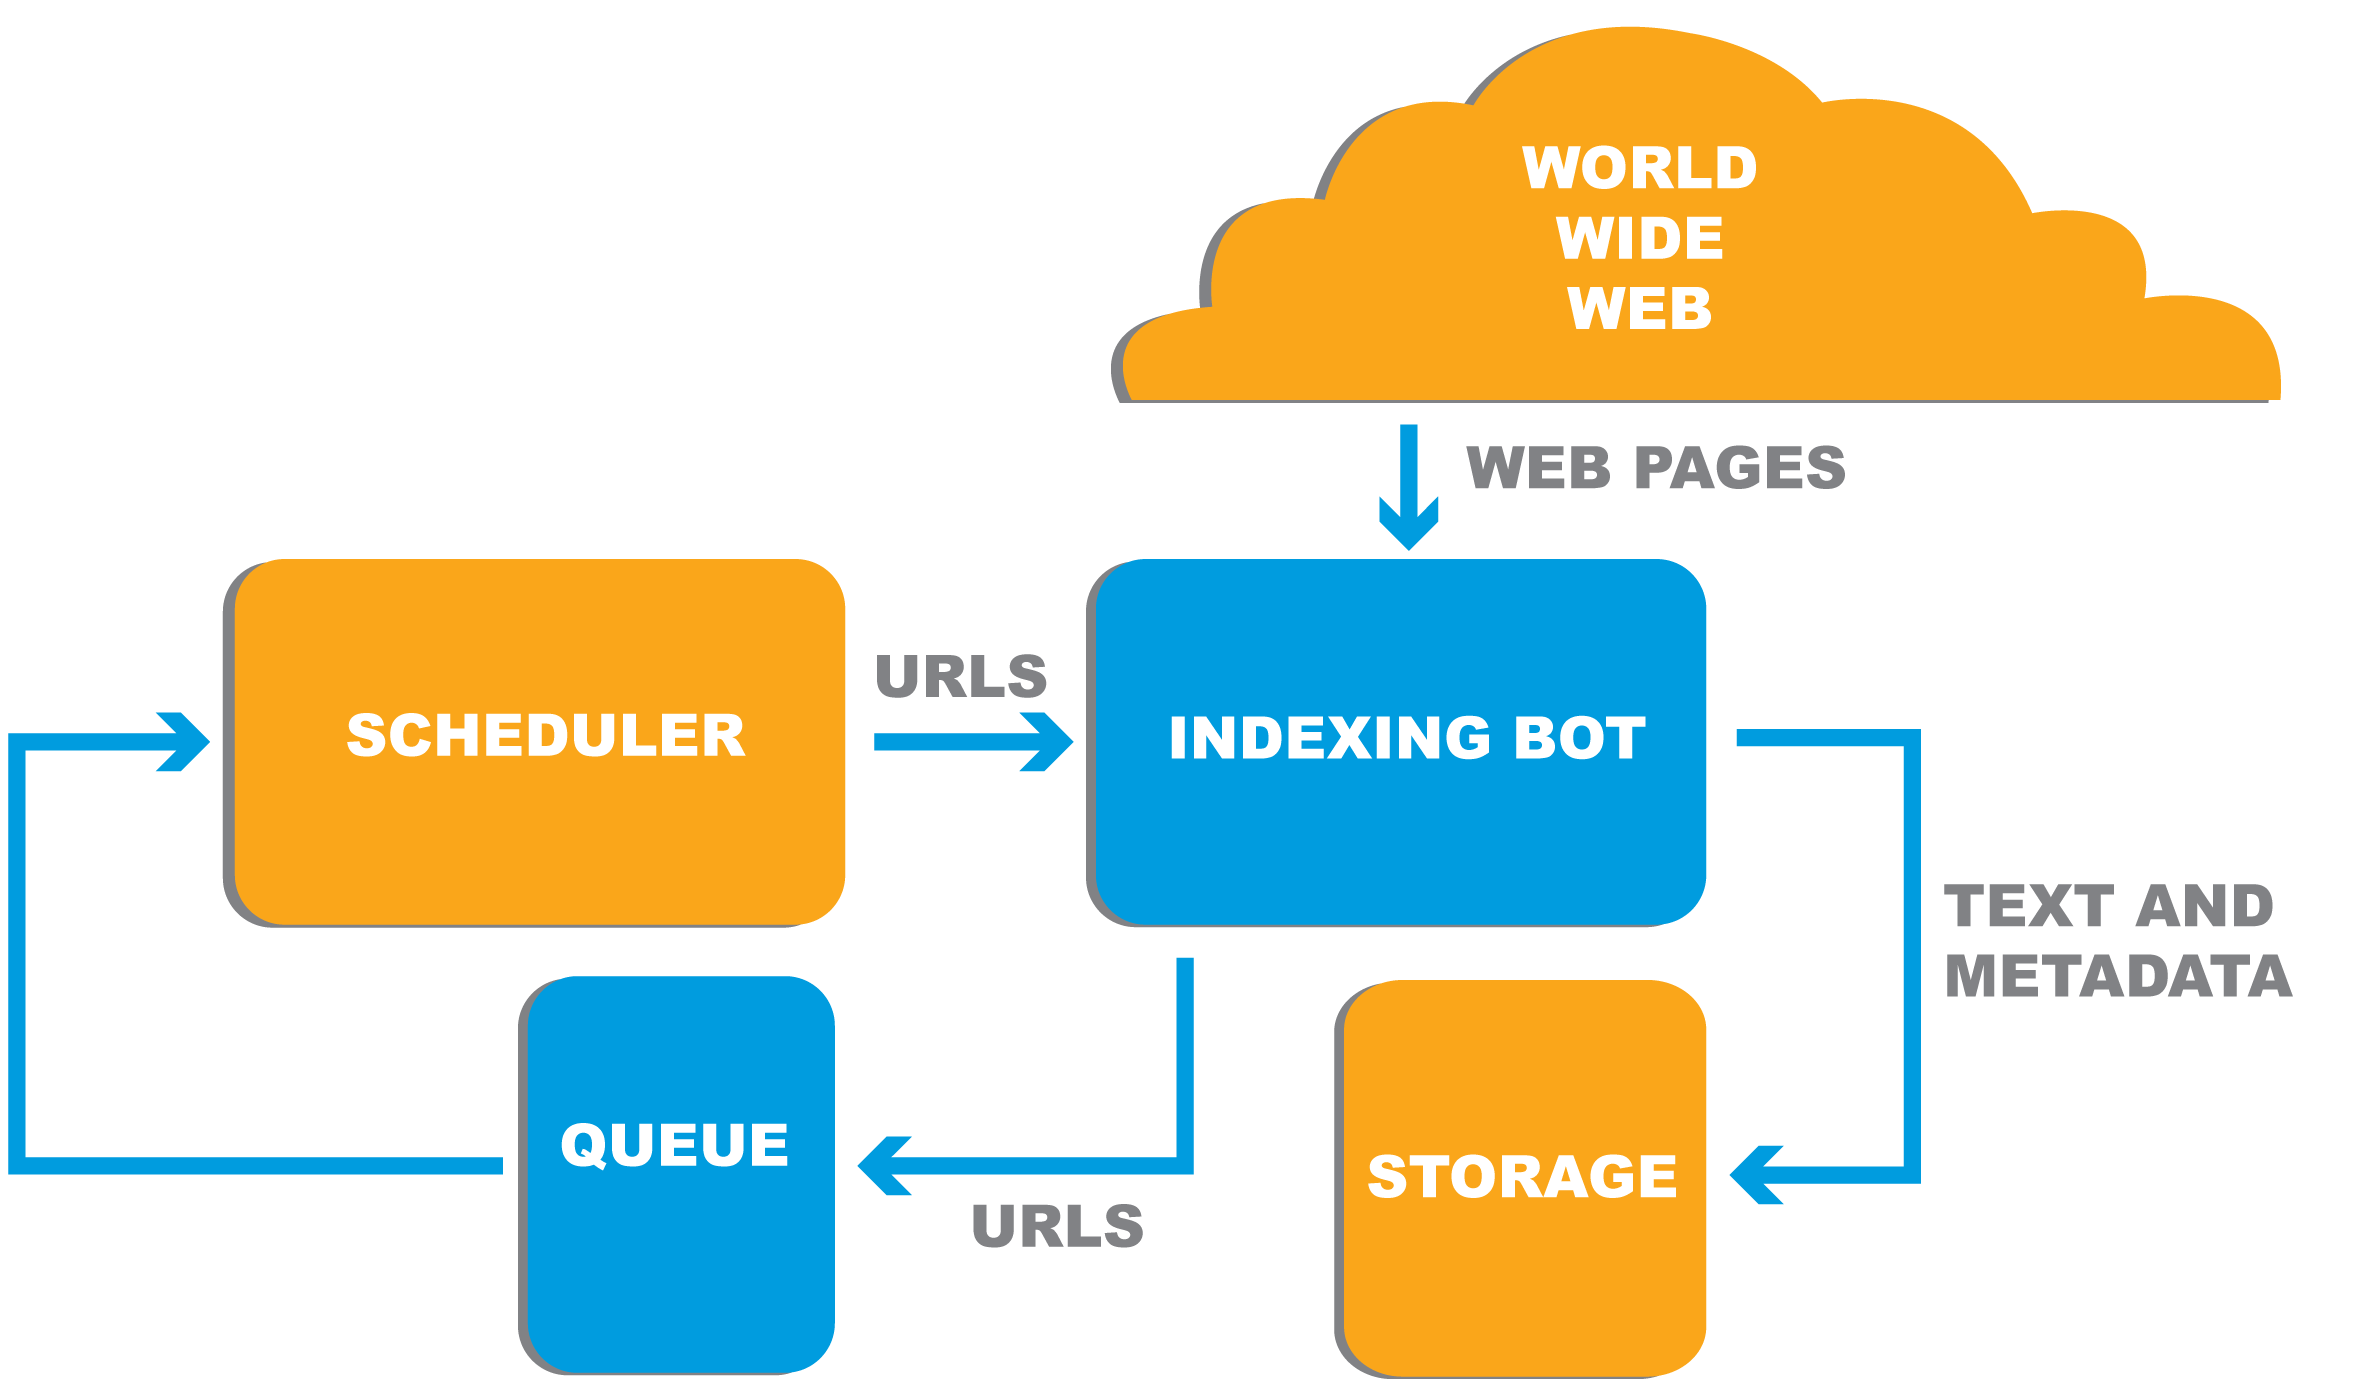 WORLD
WIDE
WEB
WEB PAGES
URLS
SCHEDULER
INDEXING BOT
TEXT AND
METADATA
QUEUE
STORAGE
URLS